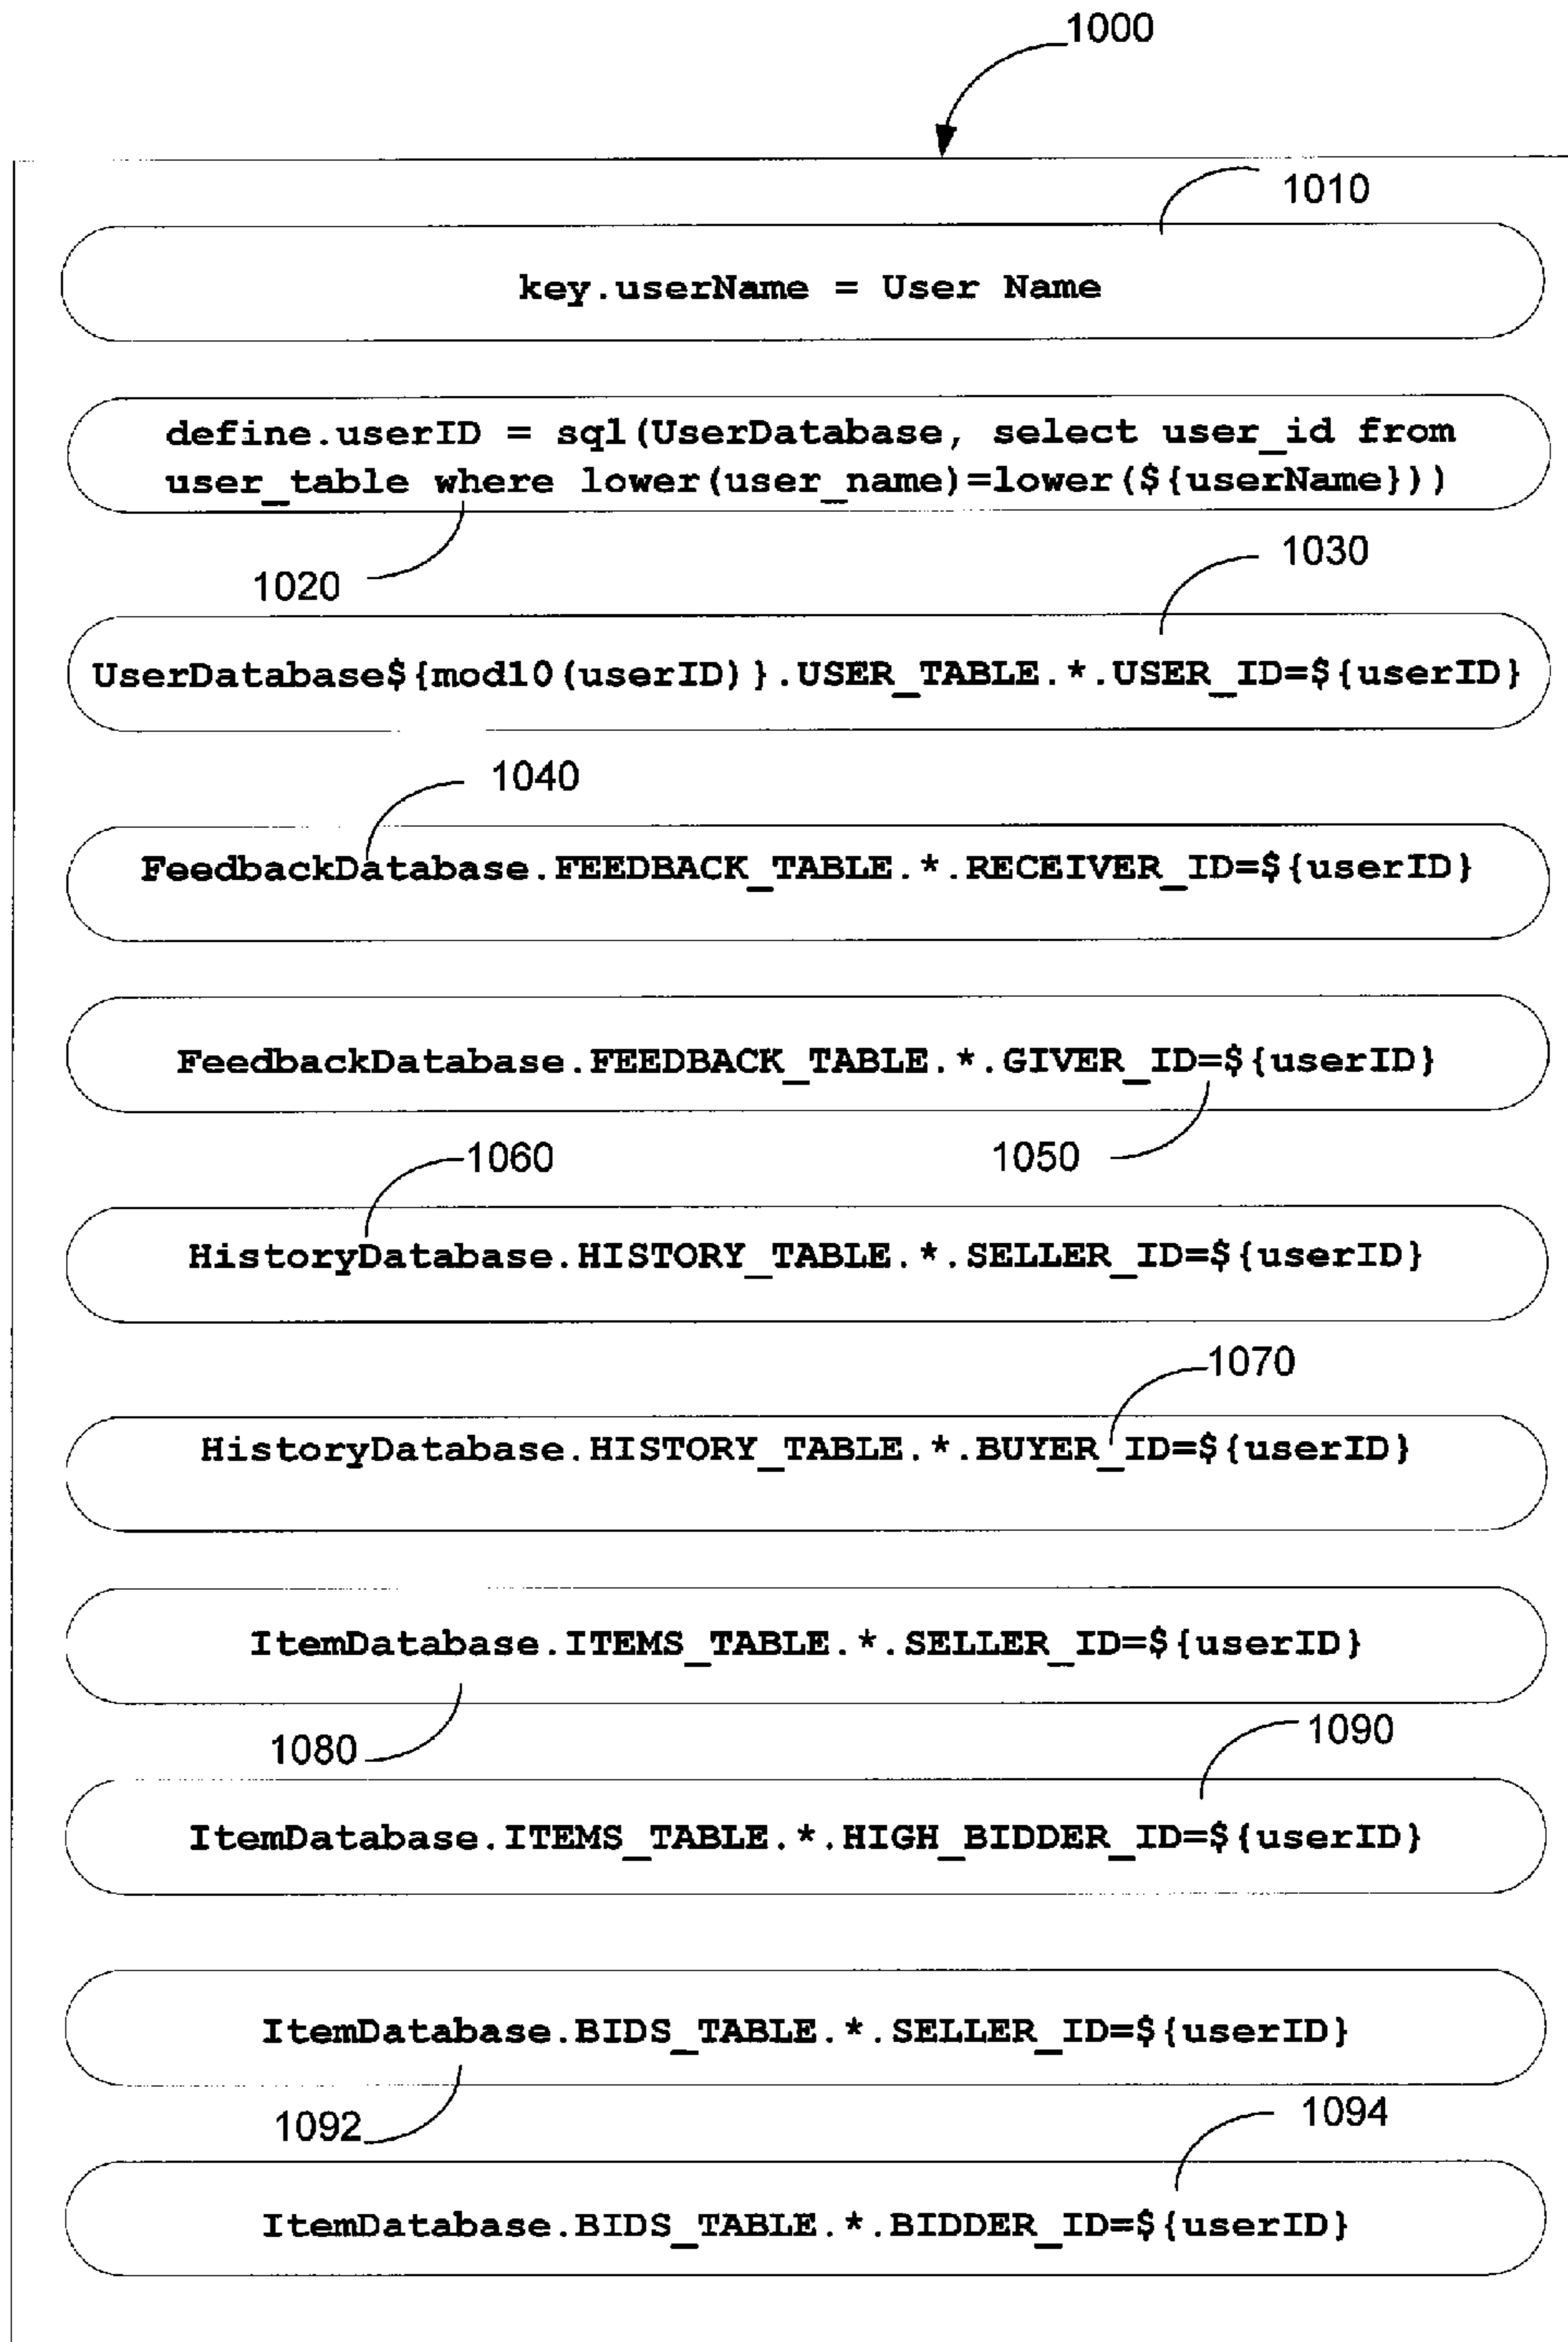 1000
1010
key.userName = User Name
define.userID = sql(UserDatabase, select user_id from
user_table where lower(user_name)=lower(${userName}))
1020
1030
UserDatabase${mod10(userID)}.USER_TABLE.*.USER_ID=${userID}
1040
FeedbackDatabase.FEEDBACK_TABLE.*.RECEIVER_ID=${userID}
FeedbackDatabase.FEEDBACK_TABLE.*.GIVER_ID=${userID}
1060
1050
HistoryDatabase.HISTORY_TABLE.*.SELLER_ID=${userID}
1070
HistoryDatabase.HISTORY_TABLE.*.BUYER_ID=${userID}
ItemDatabase.ITEMS_TABLE.*.SELLER_ID=${userID}
1080
1090
ItemDatabase.ITEMS_TABLE.*.HIGH_BIDDER_ID=${userID}
ItemDatabase.BIDS_TABLE.*.SELLER_ID=${userID}
1092
1094
ItemDatabase.BIDS_TABLE.*.BIDDER_ID=${userID}